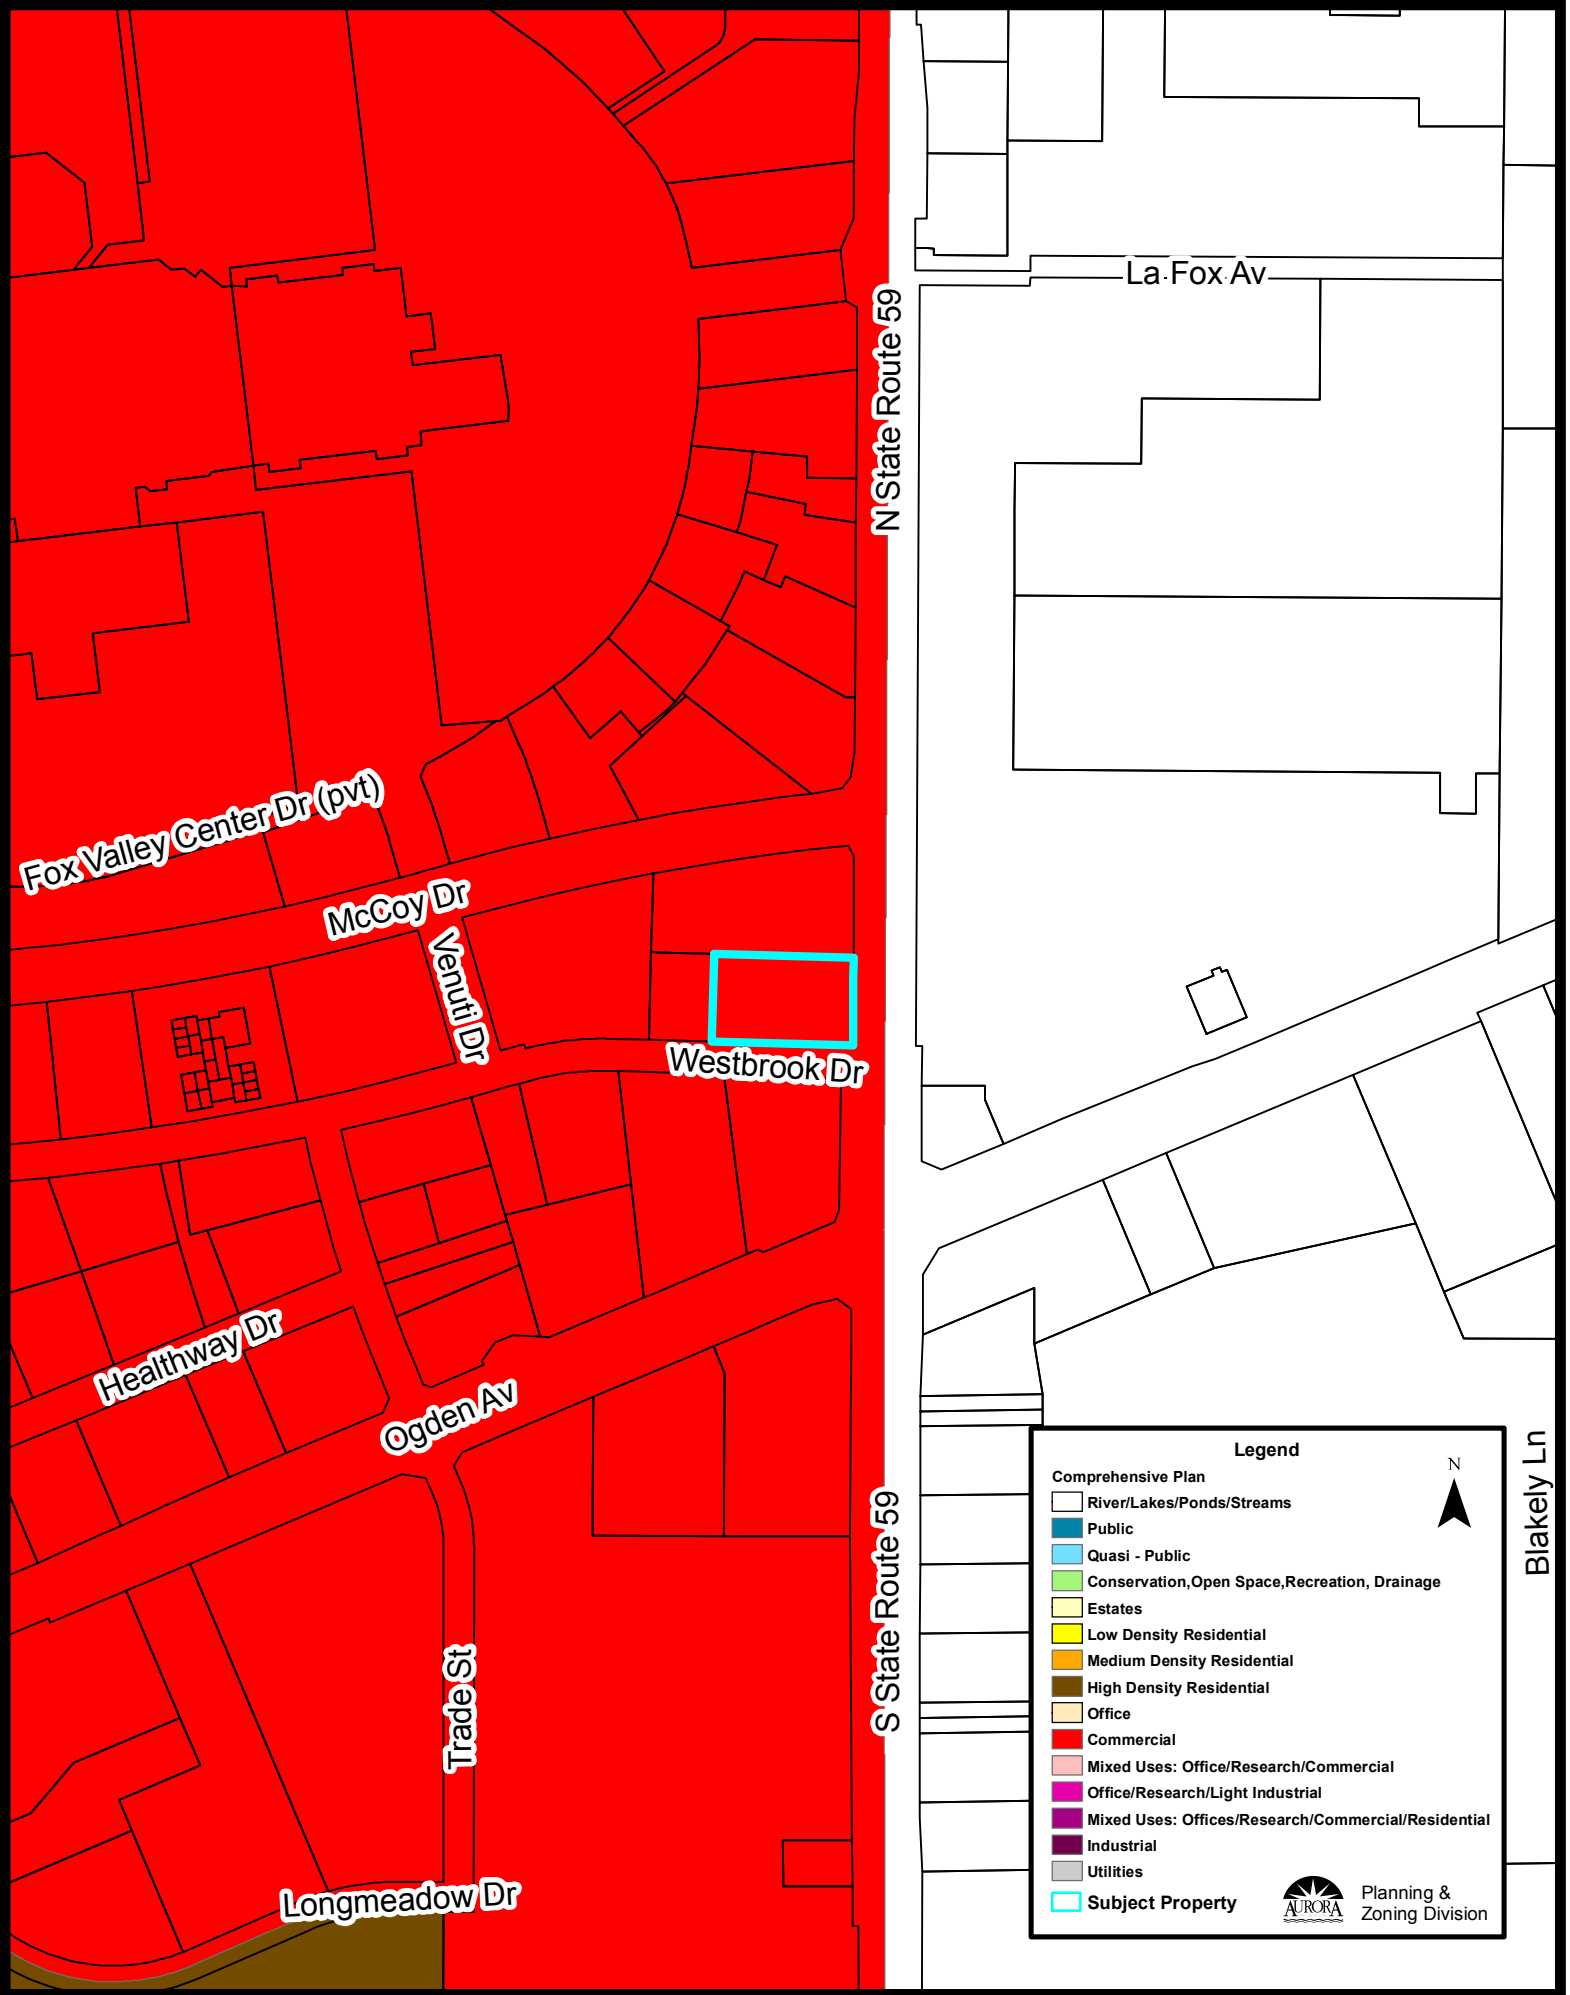 La Fox Av
N State Route 59
Fox Valley Center Dr (pvt)
McCoy Dr
Venuti Dr
Westbrook Dr
Healthway Dr
Ogden Av
S State Route 59
Trade St
Longmeadow Dr
Blakely Ln
Legend
N
Comprehensive Plan
River/Lakes/Ponds/Streams
Public
Quasi - Public
Conservation,Open Space,Recreation, Drainage
Estates
Low Density Residential
Medium Density Residential
High Density Residential
Office
Commercial
Mixed Uses: Office/Research/Commercial
Office/Research/Light Industrial
Mixed Uses: Offices/Research/Commercial/Residential
Industrial
Utilities
Subject Property
AURORA
Planning &
Zoning Division